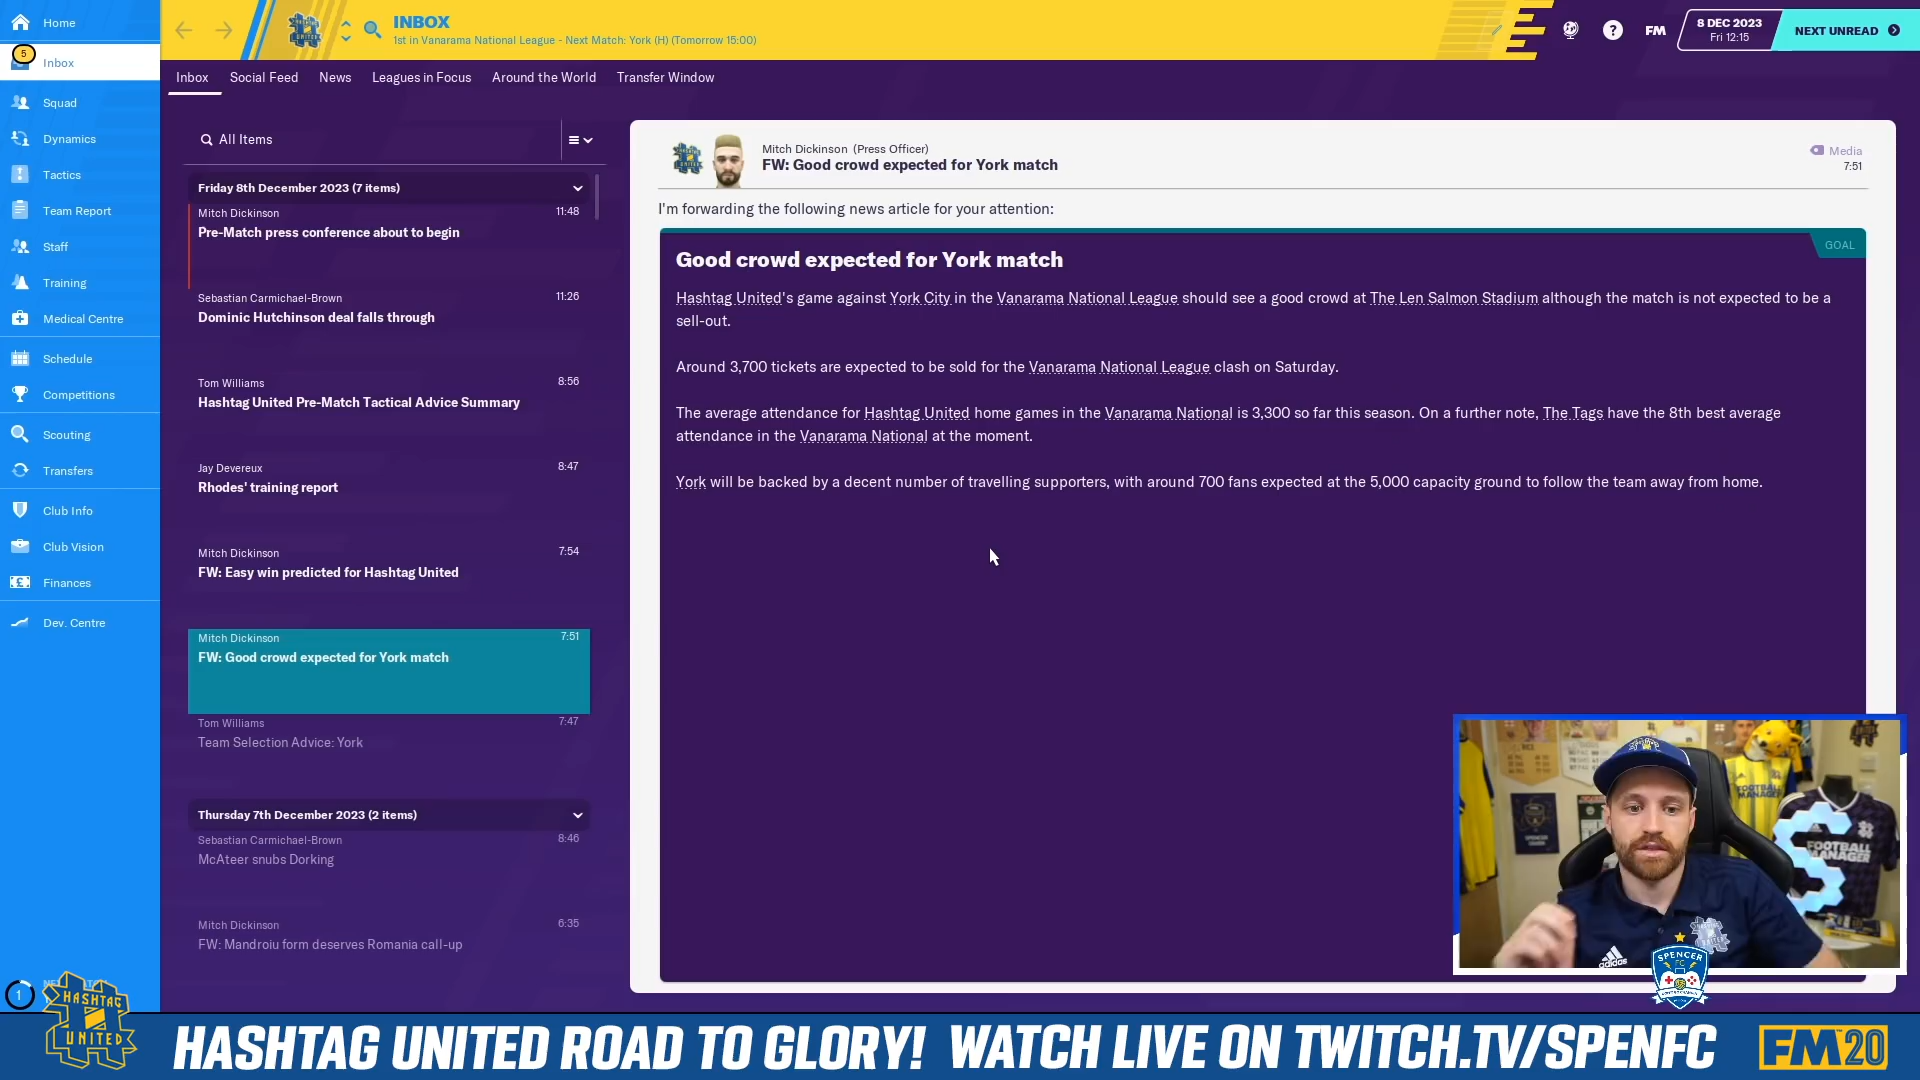 Home
5
Inbox
Squad
Dynamics
Tactics
Team Report
Staff
Training
Medical Centre
Schedule
Competitions
Scouting
Transfers
Club Info
Club Vision
Finances
Dev. Centre
1
INBOX
1st in Vanarama National League - Next Match: York (H) (Tomorrow 15:00)
?
FM
8 DEC 2023
Fri 12:15
NEXT UNREAD
Inbox
Social Feed
News
Leagues in Focus
Around the World
Transfer Window
All Items
Friday 8th December 2023 (7 items)
Mitch Dickinson 11:48
Pre-Match press conference about to begin
Sebastian Carmichael-Brown 11:26
Dominic Hutchinson deal falls through
Tom Williams 8:56
Hashtag United Pre-Match Tactical Advice Summary
Jay Devereux 8:47
Rhodes' training report
Mitch Dickinson 7:54
FW: Easy win predicted for Hashtag United
Mitch Dickinson 7:51
FW: Good crowd expected for York match
Tom Williams 7:47
Team Selection Advice: York
Thursday 7th December 2023 (2 items)
Sebastian Carmichael-Brown 8:46
McAteer snubs Dorking
Mitch Dickinson 6:35
FW: Mandroiu form deserves Romania call-up
Mitch Dickinson (Press Officer)
FW: Good crowd expected for York match
Media
7:51
I'm forwarding the following news article for your attention:
GOAL
Good crowd expected for York match
Hashtag United's game against York City in the Vanarama National League should see a good crowd at The Len Salmon Stadium although the match is not expected to be a
sell-out.
Around 3,700 tickets are expected to be sold for the Vanarama National League clash on Saturday.
The average attendance for Hashtag United home games in the Vanarama National is 3,300 so far this season. On a further note, The Tags have the 8th best average
attendance in the Vanarama National at the moment.
York will be backed by a decent number of travelling supporters, with around 700 fans expected at the 5,000 capacity ground to follow the team away from home.
FOOTBALL
MANAGER
FOOTBALL
MANAGER
adidas
SPENCER
FC
HASHTAG
UNITED
HASHTAG UNITED ROAD TO GLORY! WATCH LIVE ON TWITCH.TV/SPENFC
FM20